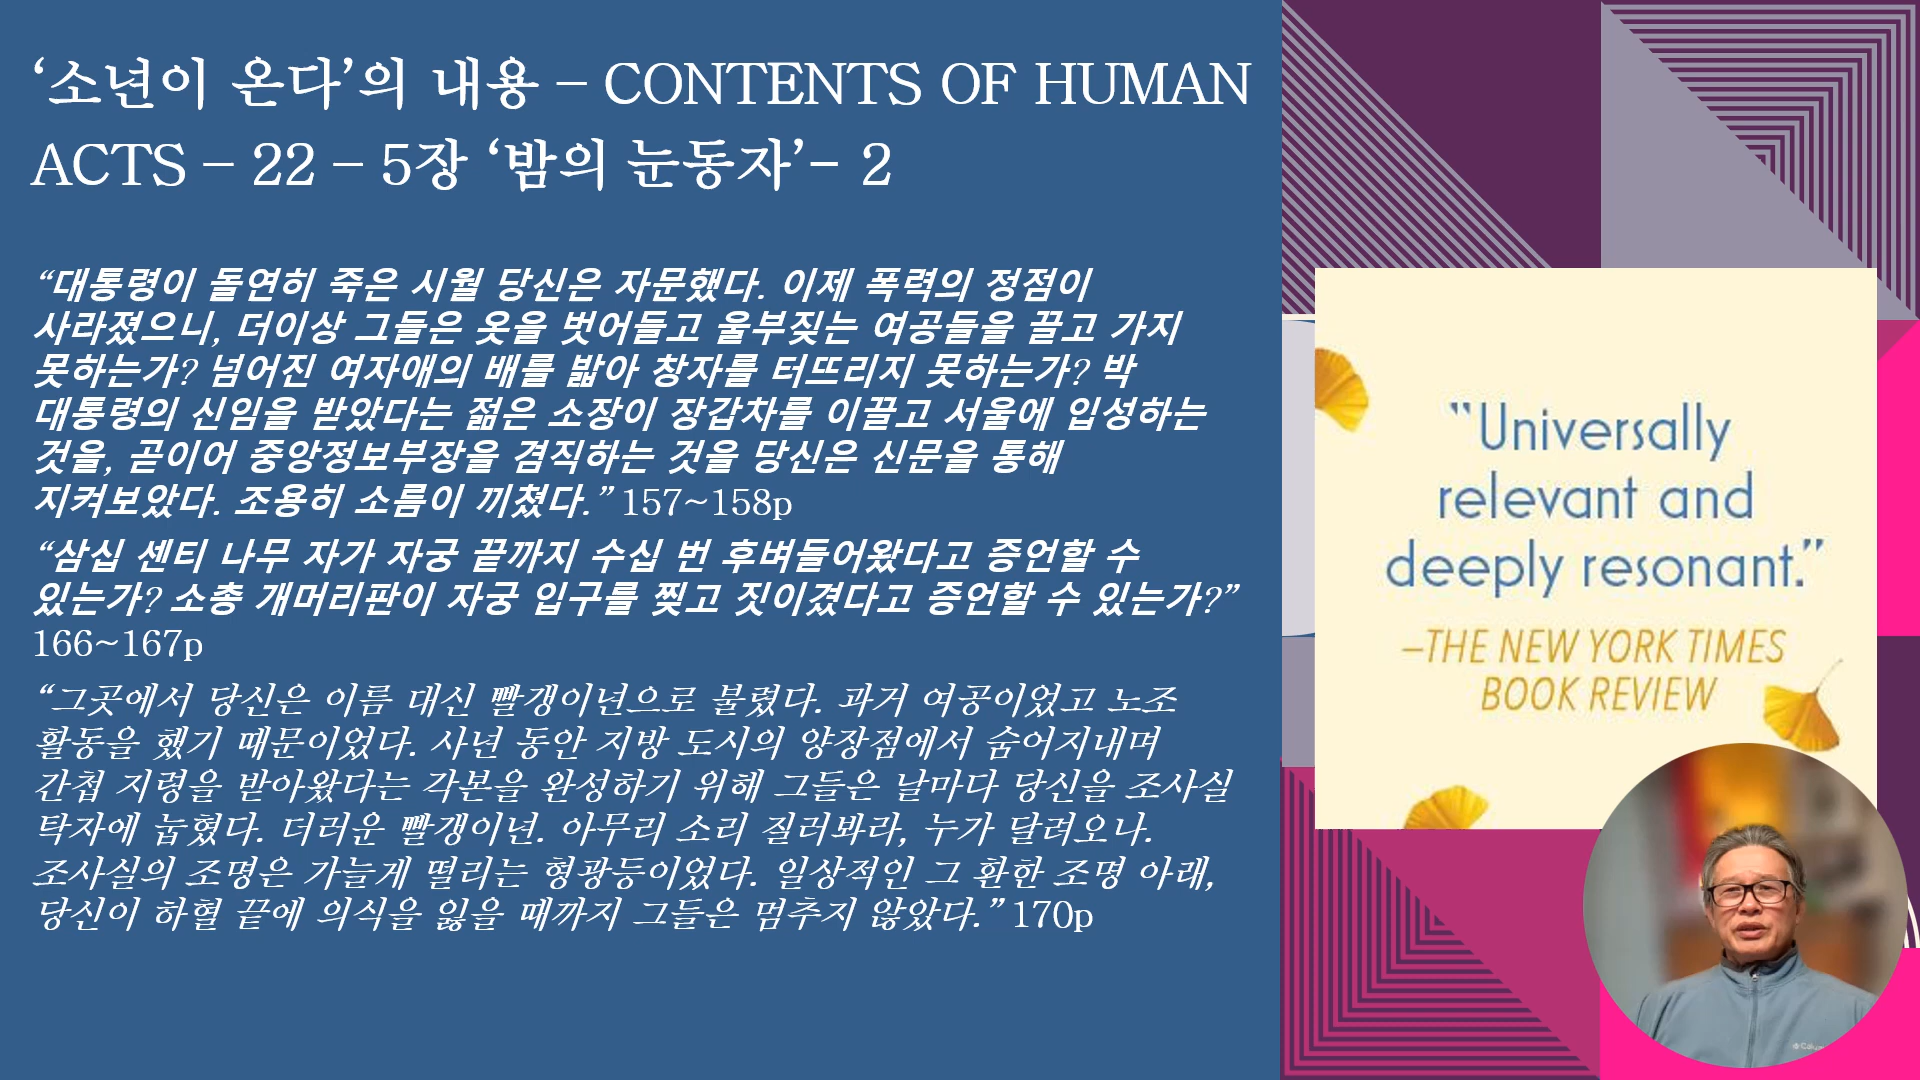 ‘소년이 온다’의 내용 – CONTENTS OF HUMAN
ACTS – 22 – 5장 ‘밤의 눈동자’– 2
“대통령이 돌연히 죽은 시월 당신은 자문했다. 이제 폭력의 정점이
사라졌으니, 더이상 그들은 옷을 벗어들고 울부짖는 여공들을 끌고 가지
못하는가? 넘어진 여자애의 배를 밟아 창자를 터뜨리지 못하는가? 박
대통령의 신임을 받았다는 젊은 소장이 장갑차를 이끌고 서울에 입성하는
것을, 곧이어 중앙정보부장을 겸직하는 것을 당신은 신문을 통해
지켜보았다. 조용히 소름이 끼쳤다.” 157~158p
“삼십 센티 나무 자가 자궁 끝까지 수십 번 후벼들어왔다고 증언할 수
있는가? 소총 개머리판이 자궁 입구를 찢고 짓이겼다고 증언할 수 있는가?”
166~167p
“그곳에서 당신은 이름 대신 빨갱이년으로 불렸다. 과거 여공이었고 노조
활동을 했기 때문이었다. 사년 동안 지방 도시의 양장점에서 숨어지내며
간첩 지령을 받아왔다는 각본을 완성하기 위해 그들은 날마다 당신을 조사실
탁자에 눕혔다. 더러운 빨갱이년. 아무리 소리 질러봐라, 누가 달려오나.
조사실의 조명은 가늘게 떨리는 형광등이었다. 일상적인 그 환한 조명 아래,
당신이 하혈 끝에 의식을 잃을 때까지 그들은 멈추지 않았다.” 170p
“Universally
relevant and
deeply resonant.”
–THE NEW YORK TIMES
BOOK REVIEW